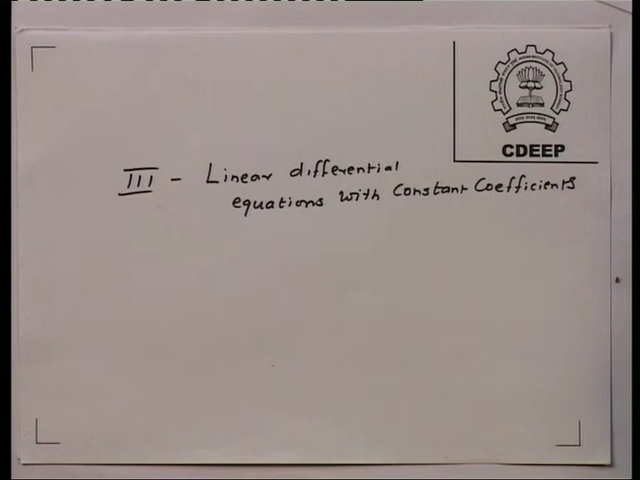 CDEEP
III - Linear differential
equations with Constant Coefficients